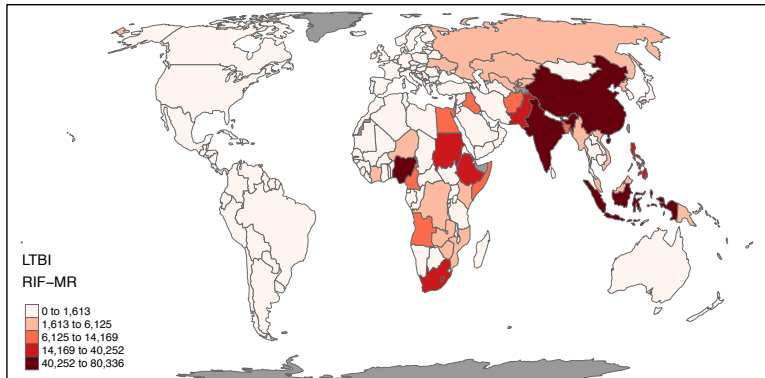 LTBI
RIF−MR
0 to 1,613
1,613 to 6,125
6,125 to 14,169
14,169 to 40,252
40,252 to 80,336